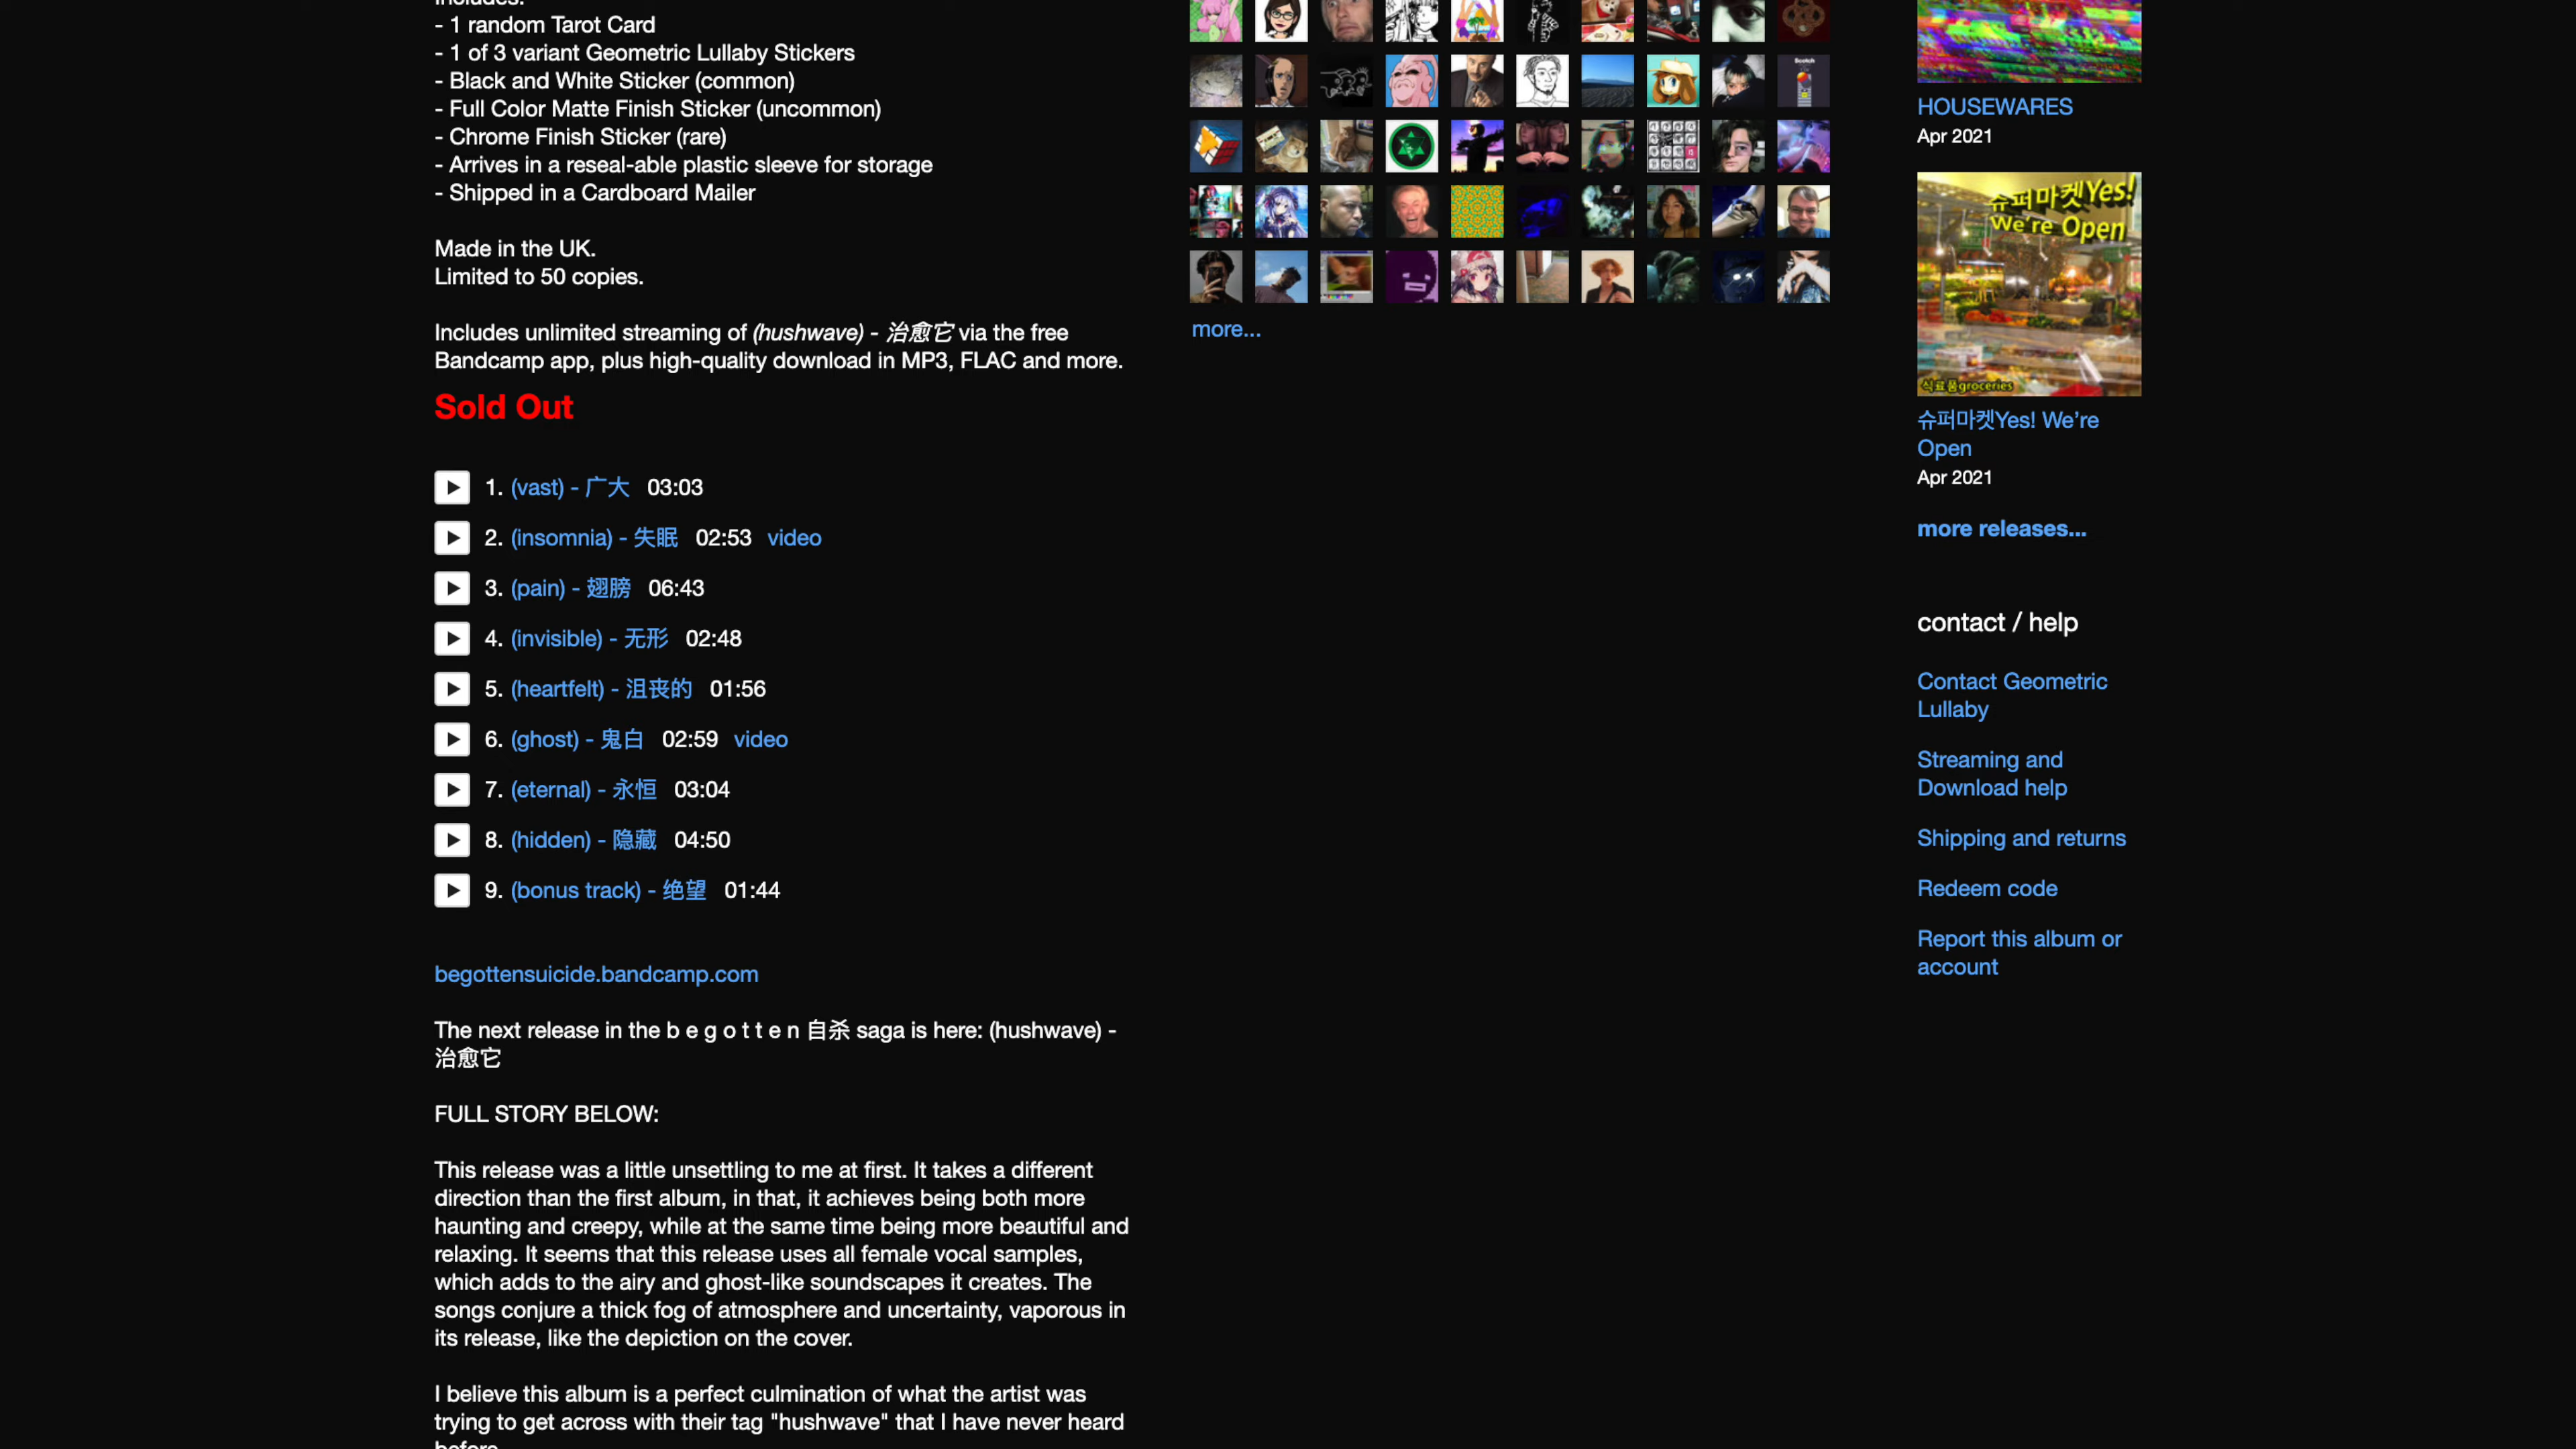 - 1 random Tarot Card
- 1 of 3 variant Geometric Lullaby Stickers
- Black and White Sticker (common)
- Full Color Matte Finish Sticker (uncommon)
- Chrome Finish Sticker (rare)
- Arrives in a reseal-able plastic sleeve for storage
- Shipped in a Cardboard Mailer
Made in the UK.
Limited to 50 copies.
Includes unlimited streaming of (hushwave) - 治愈它 via the free
Bandcamp app, plus high-quality download in MP3, FLAC and more.
Sold Out
1. (vast) - 广大 03:03
2. (insomnia) - 失眠 02:53 video
3. (pain) - 翅膀 06:43
4. (invisible) - 无形 02:48
5. (heartfelt) - 沮丧的 01:56
6. (ghost) - 鬼白 02:59 video
7. (eternal) - 永恒 03:04
8. (hidden) - 隐藏 04:50
9. (bonus track) - 绝望 01:44
begottensuicide.bandcamp.com
The next release in the b e g o t t e n 自杀 saga is here: (hushwave) -
治愈它
FULL STORY BELOW:
This release was a little unsettling to me at first. It takes a different
direction than the first album, in that, it achieves being both more
haunting and creepy, while at the same time being more beautiful and
relaxing. It seems that this release uses all female vocal samples,
which adds to the airy and ghost-like soundscapes it creates. The
songs conjure a thick fog of atmosphere and uncertainty, vaporous in
its release, like the depiction on the cover.
I believe this album is a perfect culmination of what the artist was
trying to get across with their tag "hushwave" that I have never heard
Scotch
more...
HOUSEWARES
Apr 2021
슈퍼마켓Yes!
We're Open
식료품groceries
슈퍼마켓Yes! We’re
Open
Apr 2021
more releases...
contact / help
Contact Geometric
Lullaby
Streaming and
Download help
Shipping and returns
Redeem code
Report this album or
account